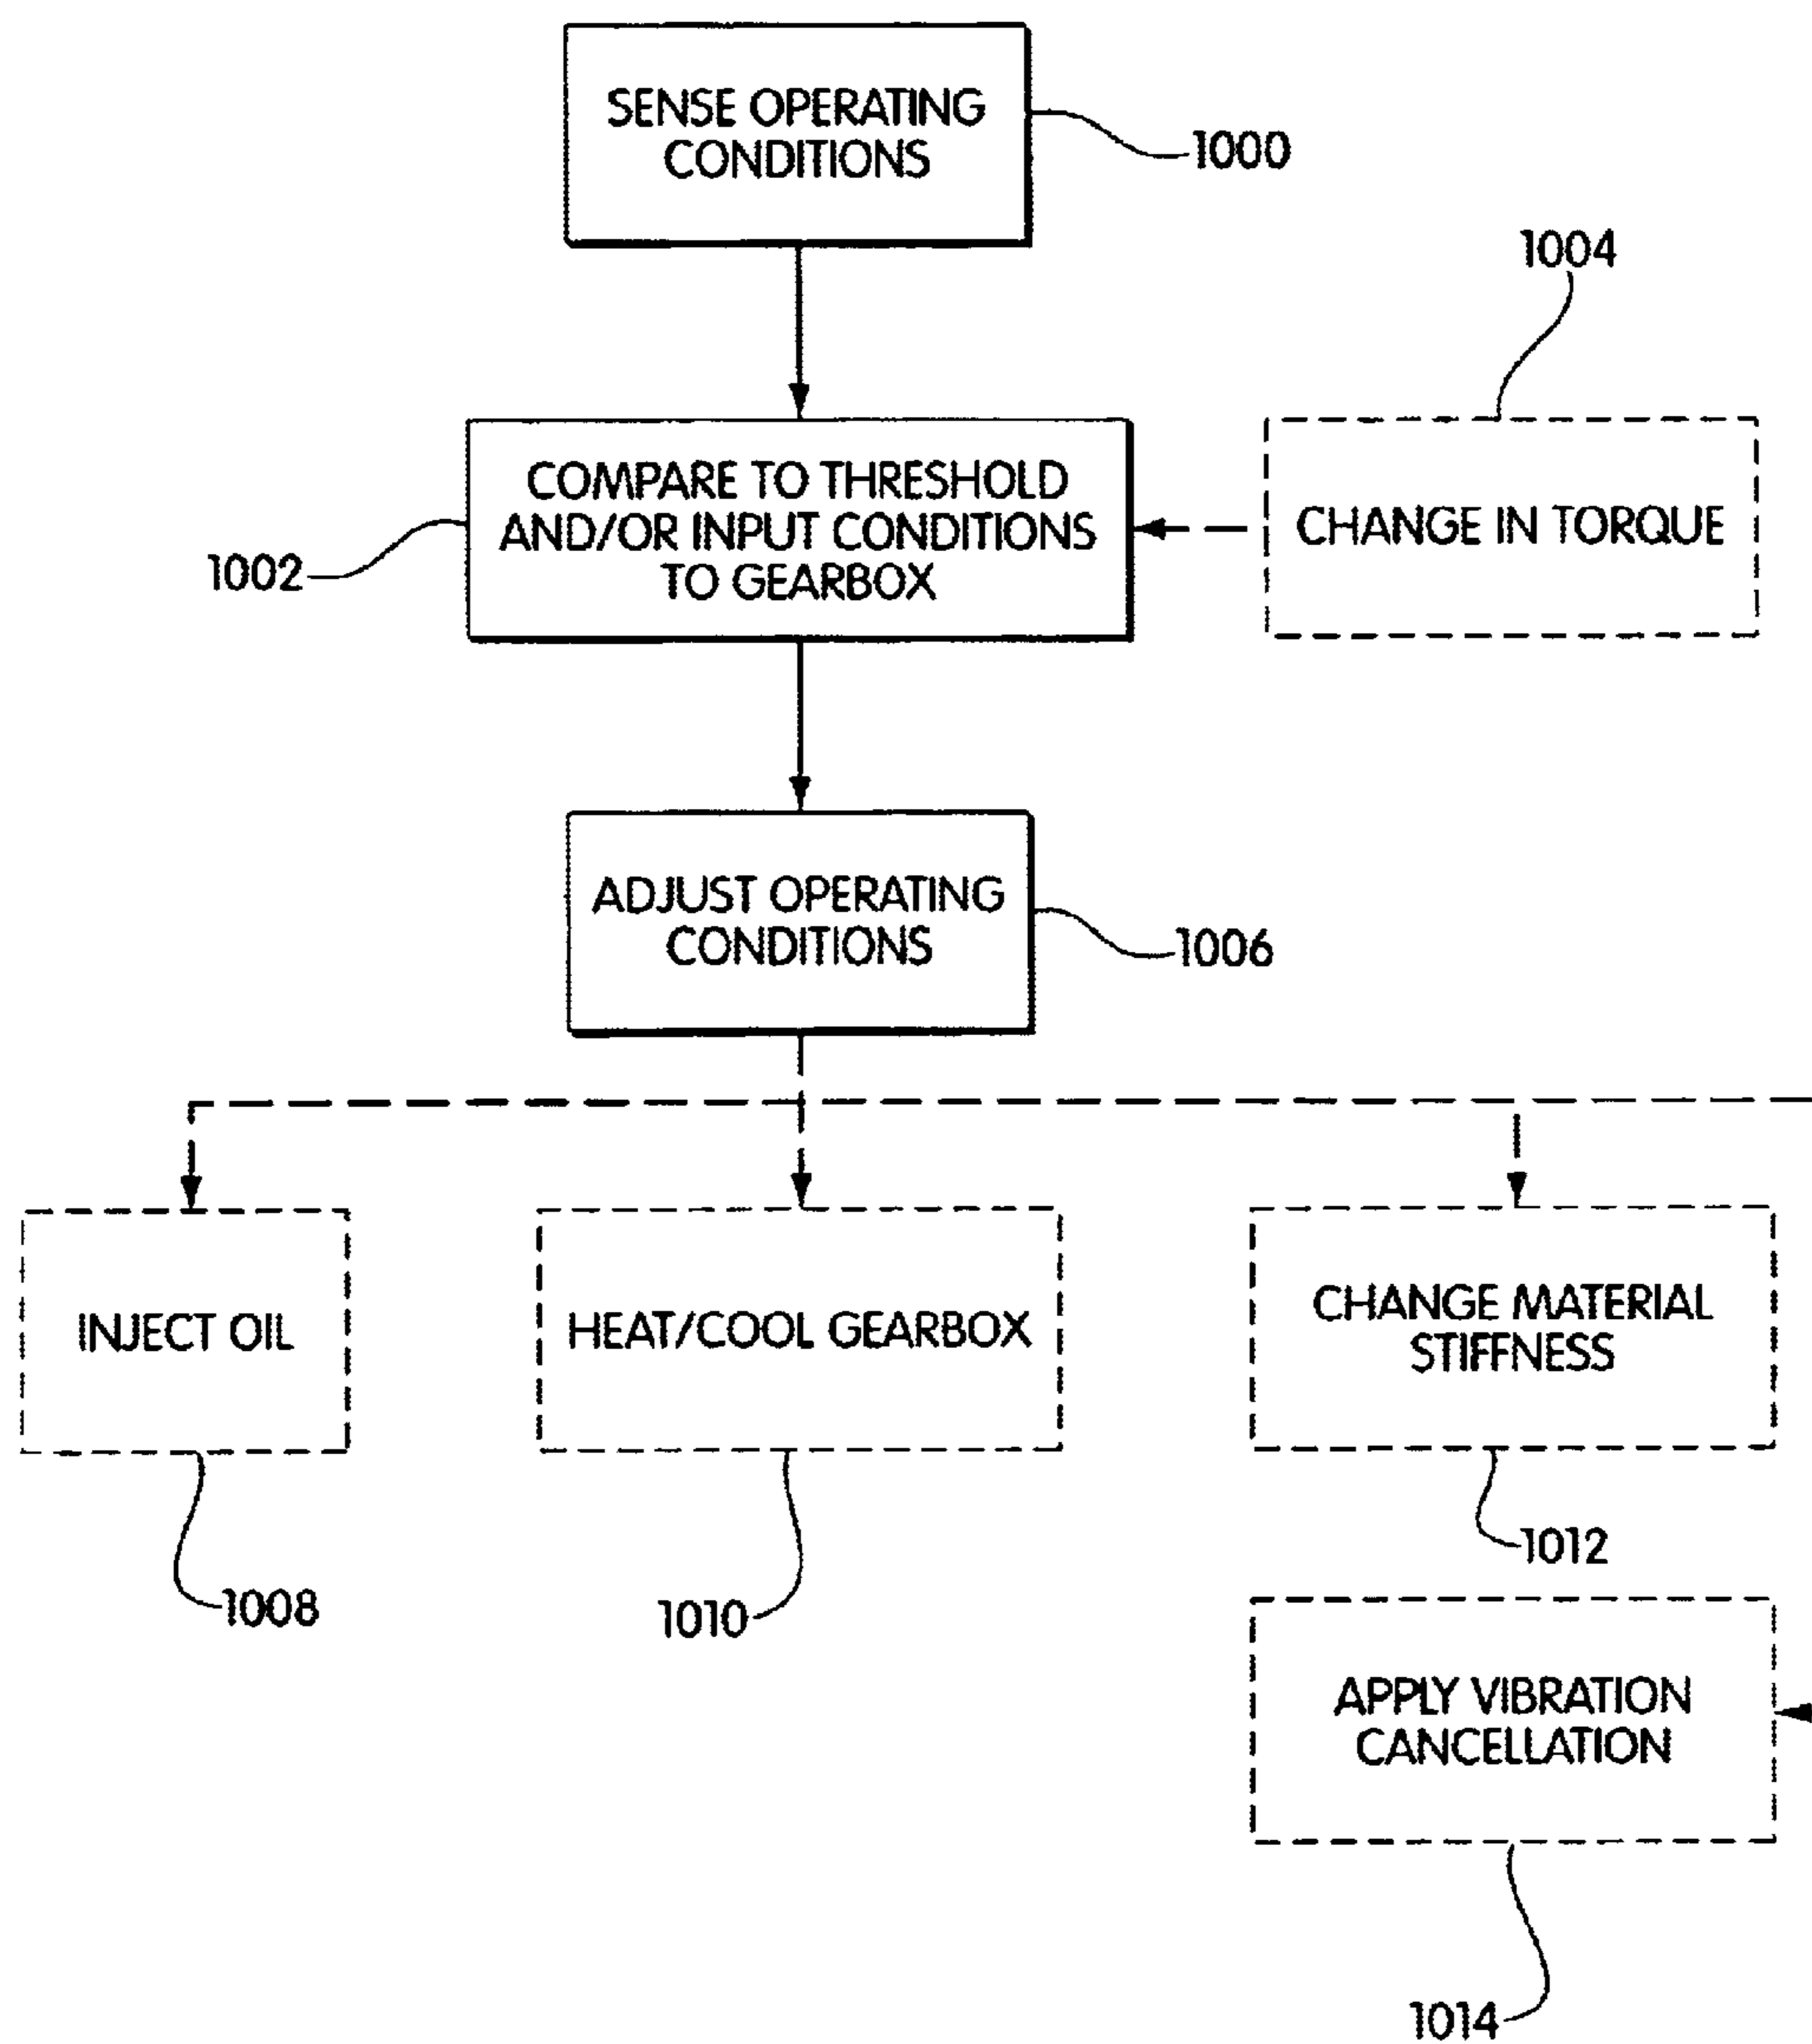 SENSE OPERATING
CONDITIONS
1000
1004
COMPARE TO THRESHOLD
AND/OR INPUT CONDITIONS
TO GEARBOX
1002
CHANGE IN TORQUE
ADJUST OPERATING
CONDITIONS
1006
INJECT OIL
HEAT/COOL GEARBOX
CHANGE MATERIAL
STIFFNESS
1008
1010
1012
APPLY VIBRATION
CANCELLATION
1014